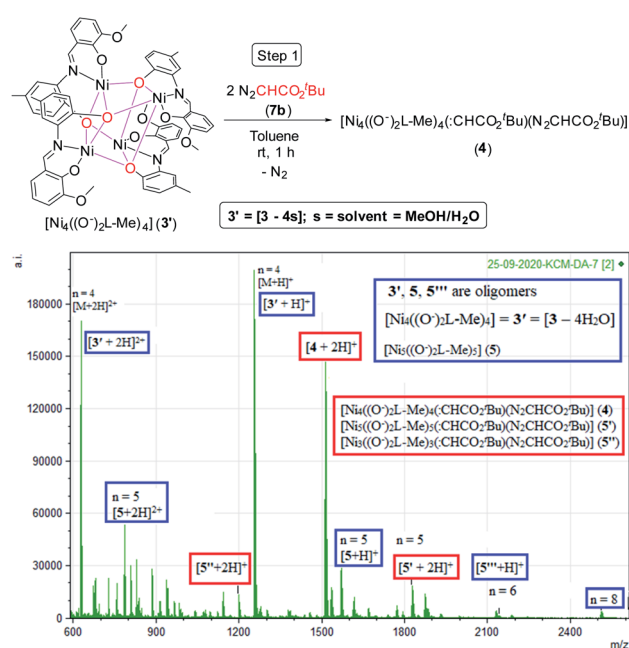 Step 1
2 N₂CHCO₂ᵗBu
(7b)
Toluene
rt, 1 h
- N₂
[Ni₄((O⁻)₂L-Me)₄(:CHCO₂ᵗBu)(N₂CHCO₂ᵗBu)]
(4)
O
O
N
Ni
O
N
Ni
O
O
O
O
O
N
Ni
O
Ni
N
O
O
O
[Ni₄((O⁻)₂L-Me)₄] (3′)
3′ = [3 - 4s]; s = solvent = MeOH/H₂O
a.i.
25-09-2020-KCM-DA-7 [2]
n = 4
[M+2H]²⁺
[3′ + 2H]²⁺
n = 4
[M+H]⁺
[3′ + H]⁺
[4 + 2H]⁺
3′, 5, 5‴ are oligomers
[Ni₄((O⁻)₂L-Me)₄] = 3′ = [3 – 4H₂O]
[Ni₅((O⁻)₂L-Me)₅] (5)
[Ni₄((O⁻)₂L-Me)₄(:CHCO₂ᵗBu)(N₂CHCO₂ᵗBu)] (4)
[Ni₅((O⁻)₂L-Me)₅(:CHCO₂ᵗBu)(N₂CHCO₂ᵗBu)] (5′)
[Ni₃((O⁻)₂L-Me)₃(:CHCO₂ᵗBu)(N₂CHCO₂ᵗBu)] (5″)
n = 5
[5+2H]²⁺
[5″+2H]⁺
n = 5
[5+H]⁺
n = 5
[5′ + 2H]⁺
[5‴+H]⁺
n = 6
n = 8
180000
150000
120000
90000
60000
30000
0
600 900 1200 1500 1800 2100 2400
m/z